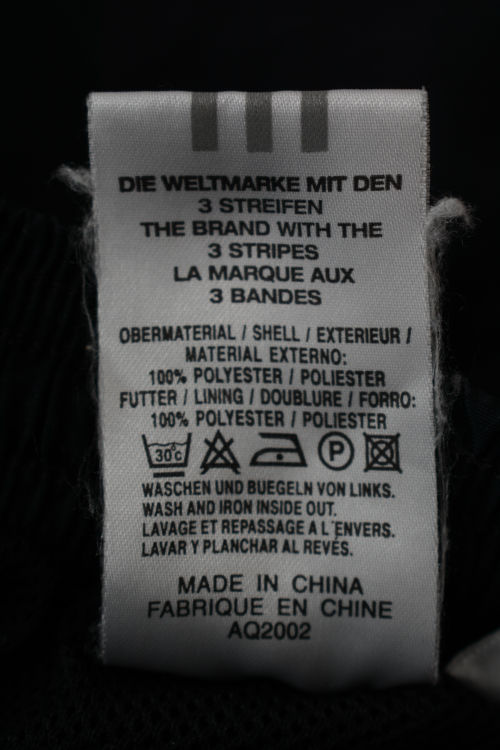 DIE WELTMARKE MIT DEN
3 STREIFEN
THE BRAND WITH THE
3 STRIPES
LA MARQUE AUX
3 BANDES
OBERMATERIAL / SHELL / EXTERIEUR /
MATERIAL EXTERNO:
100% POLYESTER / POLIESTER
FUTTER / LINING / DOUBLURE / FORRO:
100% POLYESTER / POLIESTER
30°C P
WASCHEN UND BUEGELN VON LINKS.
WASH AND IRON INSIDE OUT.
LAVAGE ET REPASSAGE A L'ENVERS.
LAVAR Y PLANCHAR AL REVÉS.
MADE IN CHINA
FABRIQUE EN CHINE
AQ2002